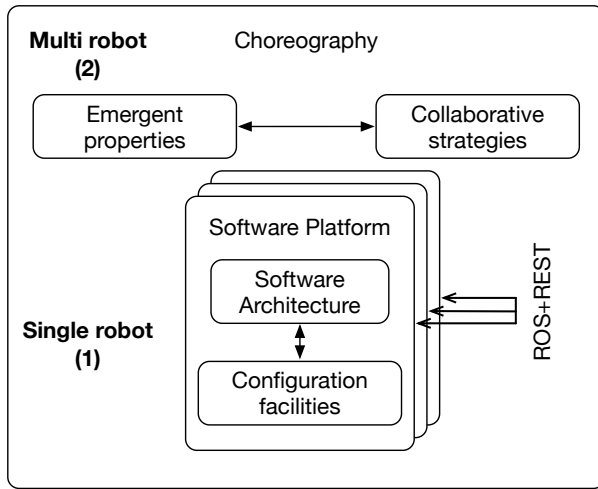 Multi robot
(2)
Choreography
Emergent
properties
Collaborative
strategies
Software Platform
Software
Architecture
Single robot
(1)
Configuration
facilities
ROS+REST